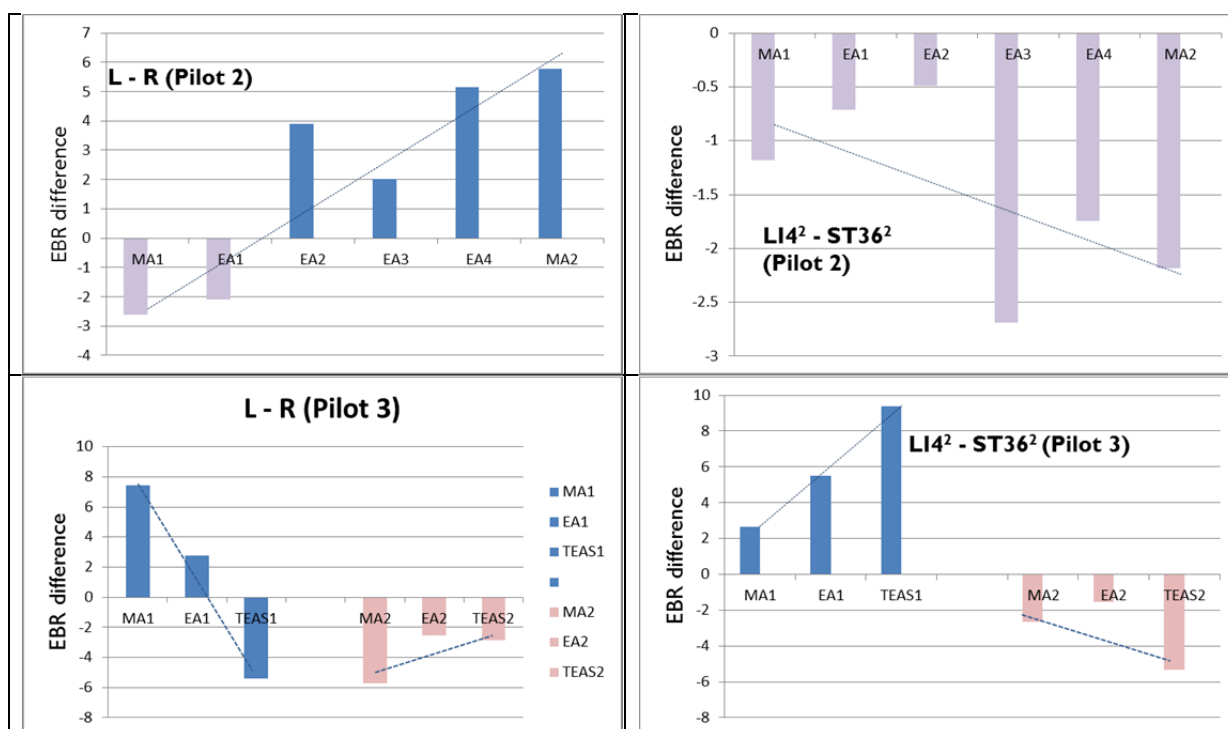 7
6
5
4
3
2
1
0
-1
-2
-3
-4
EBR difference
L - R (Pilot 2)
MA1 EA1 EA2 EA3 EA4 MA2
0
-0.5
-1
-1.5
-2
-2.5
-3
EBR difference
MA1 EA1 EA2 EA3 EA4 MA2
LI4² - ST36²
(Pilot 2)
L - R (Pilot 3)
10
8
6
4
2
0
-2
-4
-6
-8
EBR difference
MA1 EA1 TEAS1 MA2 EA2 TEAS2
MA1
EA1
TEAS1
MA2
EA2
TEAS2
10
8
6
4
2
0
-2
-4
-6
-8
EBR difference
LI4² - ST36² (Pilot 3)
MA1 EA1 TEAS1 MA2 EA2 TEAS2